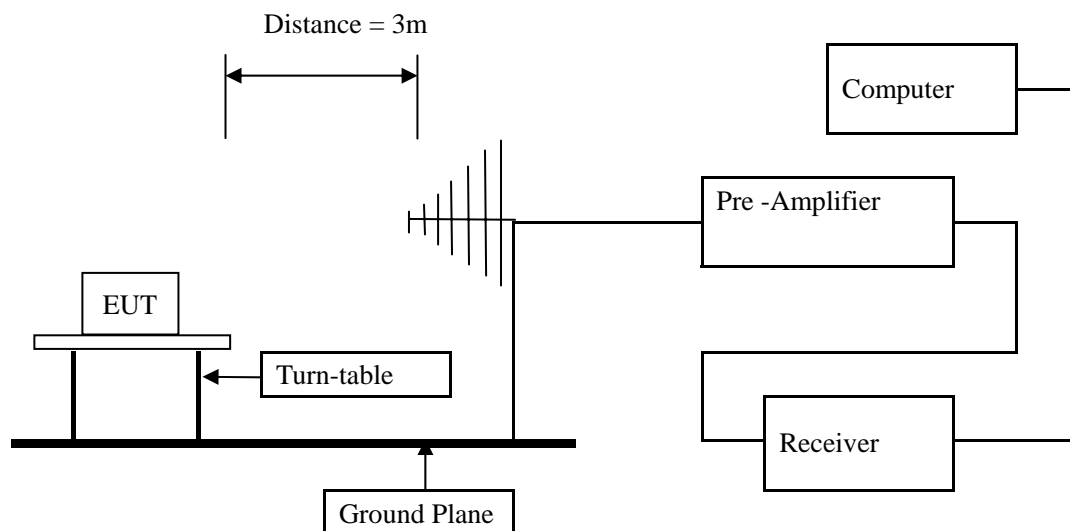 Distance = 3m
Computer
Pre -Amplifier
EUT
Turn-table
Receiver
Ground Plane